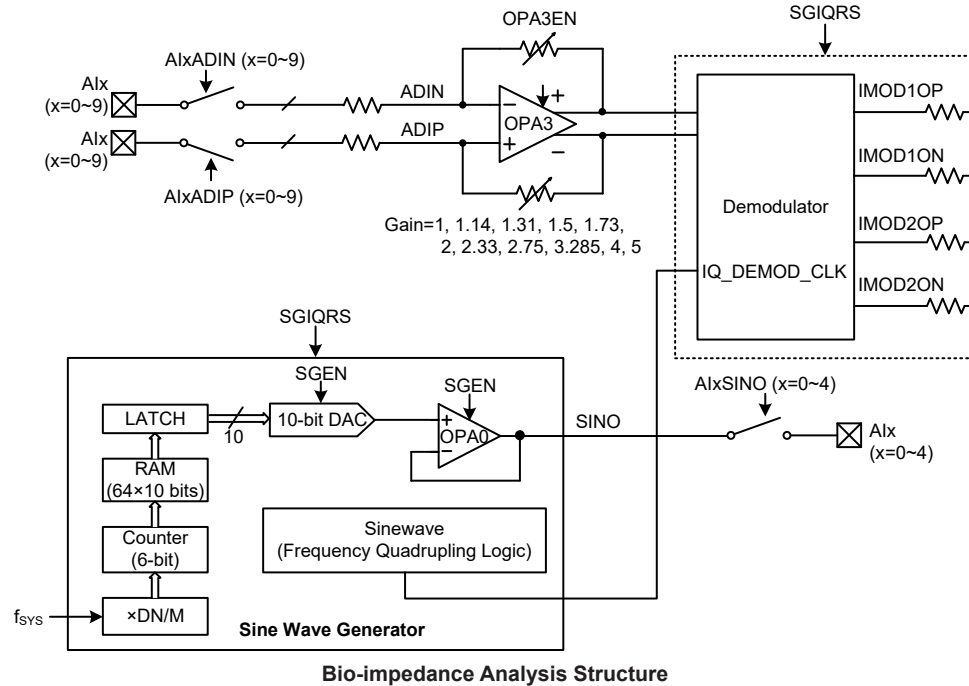 OPA3EN
SGIQRS
AIxADIN (x=0~9)
AIx
(x=0~9)
ADIN
AIx
(x=0~9)
ADIP
AIxADIP (x=0~9)
−
+
OPA3
+
−
Gain=1, 1.14, 1.31, 1.5, 1.73,
2, 2.33, 2.75, 3.285, 4, 5
Demodulator
IQ_DEMOD_CLK
IMOD1OP
IMOD1ON
IMOD2OP
IMOD2ON
SGIQRS
SGEN
SGEN
LATCH
10
10-bit DAC
+
OPA0
−
SINO
AIxSINO (x=0~4)
AIx
(x=0~4)
RAM
(64×10 bits)
Counter
(6-bit)
Sinewave
(Frequency Quadrupling Logic)
fSYS
×DN/M
Sine Wave Generator
Bio-impedance Analysis Structure